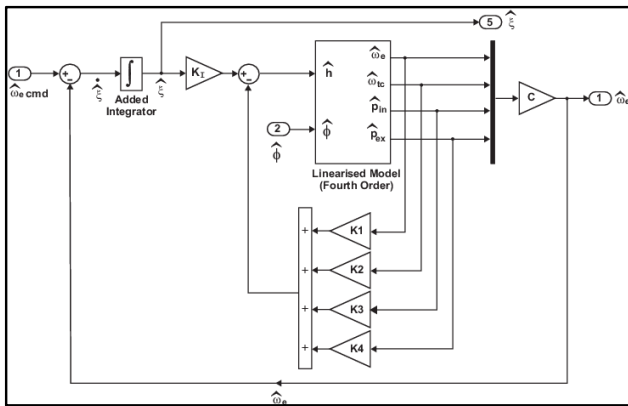 5
ξ̂
1
ω̂e cmd
+
−
ξ̂̇
∫
Added
Integrator
ξ̂
KI
+
−
ĥ
2
ϕ̂
ϕ̂
ω̂e
ω̂tc
p̂in
p̂ex
Linearised Model
(Fourth Order)
C
1
ω̂e
+
K1
+
K2
+
K3
+
K4
ω̂e